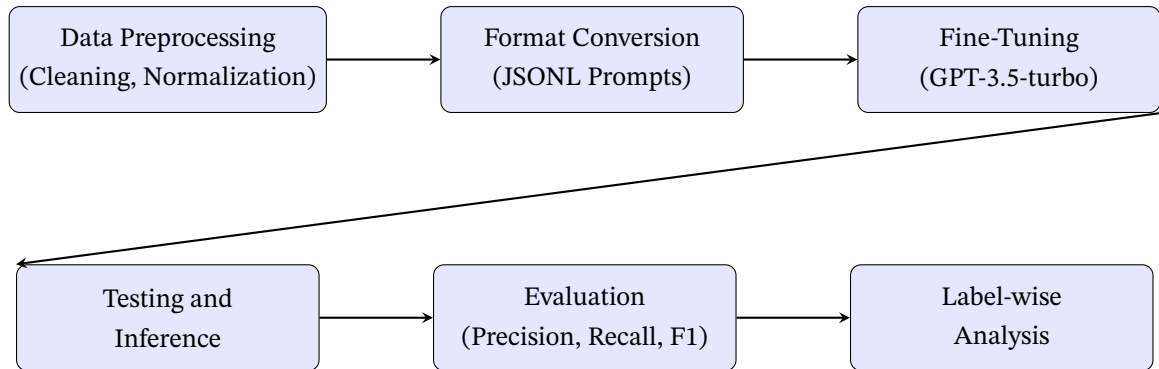 Data Preprocessing
(Cleaning, Normalization)
Format Conversion
(JSONL Prompts)
Fine-Tuning
(GPT-3.5-turbo)
Testing and
Inference
Evaluation
(Precision, Recall, F1)
Label-wise
Analysis